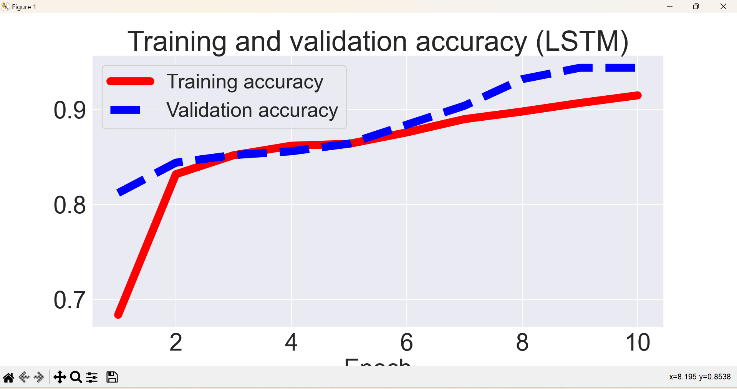 Figure 1
Training and validation accuracy (LSTM)
Training accuracy
Validation accuracy
0.9
0.8
0.7
2 4 6 8 10
Epoch
x=8.195 y=0.8538